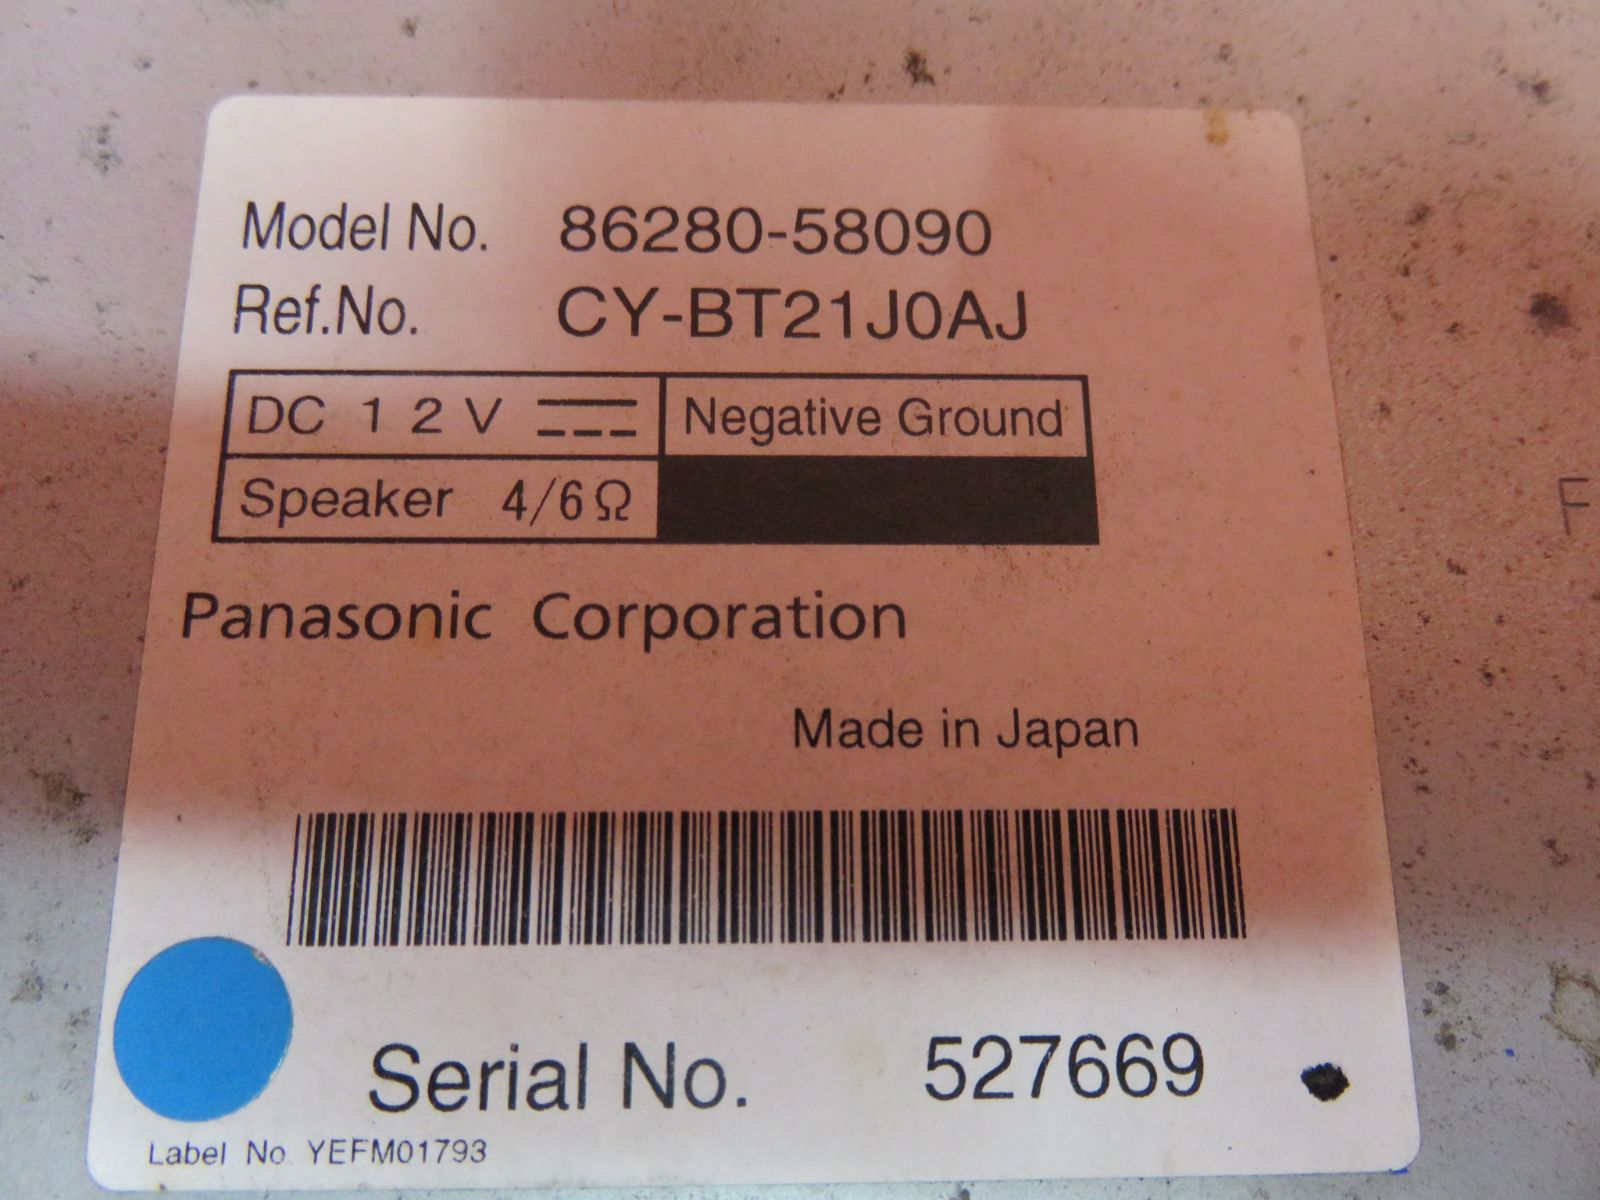 Model No. 86280-58090
Ref.No. CY-BT21J0AJ
DC 12V Negative Ground
Speaker 4/6Ω
Panasonic Corporation
Made in Japan
Serial No. 527669
Label No. YEFM01793
F